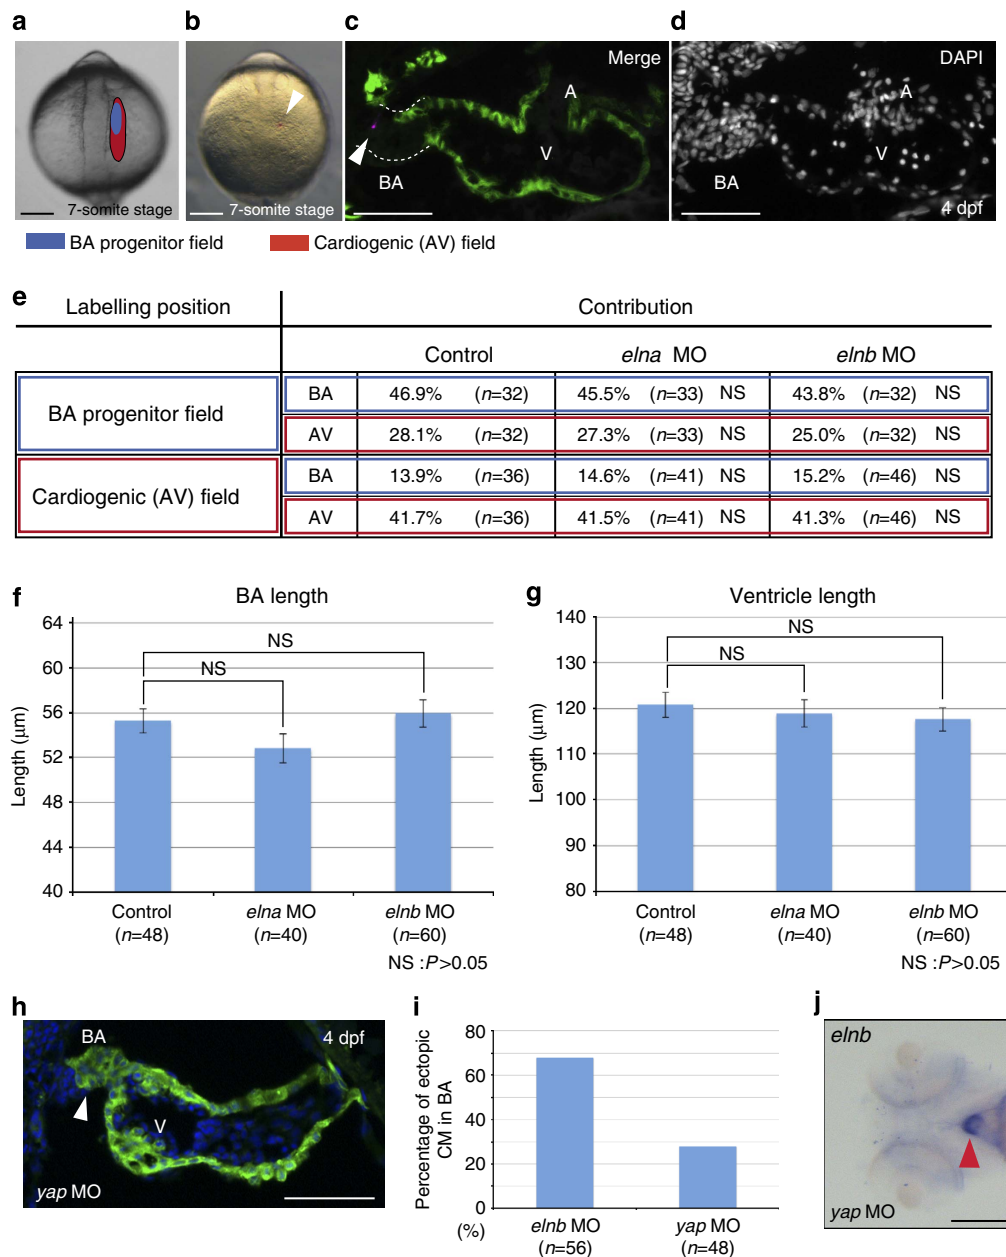 a
b
c
d
Merge
A
V
BA
DAPI
A
V
BA
4 dpf
7-somite stage
7-somite stage
BA progenitor field
Cardiogenic (AV) field
e
Labelling position
Contribution
Control
elna MO
elnb MO
BA progenitor field
BA 46.9% (n=32) 45.5% (n=33) NS 43.8% (n=32) NS
AV 28.1% (n=32) 27.3% (n=33) NS 25.0% (n=32) NS
Cardiogenic (AV) field
BA 13.9% (n=36) 14.6% (n=41) NS 15.2% (n=46) NS
AV 41.7% (n=36) 41.5% (n=41) NS 41.3% (n=46) NS
f
BA length
Length (μm)
64
60
56
52
48
44
40
NS
NS
Control
(n=48)
elna MO
(n=40)
elnb MO
(n=60)
NS :P>0.05
g
Ventricle length
Length (μm)
140
130
120
110
100
90
80
NS
NS
Control
(n=48)
elna MO
(n=40)
elnb MO
(n=60)
NS :P>0.05
h
BA
4 dpf
V
yap MO
i
Percentage of ectopic
CM in BA
80
60
40
20
0
(%)
elnb MO
(n=56)
yap MO
(n=48)
j
elnb
yap MO